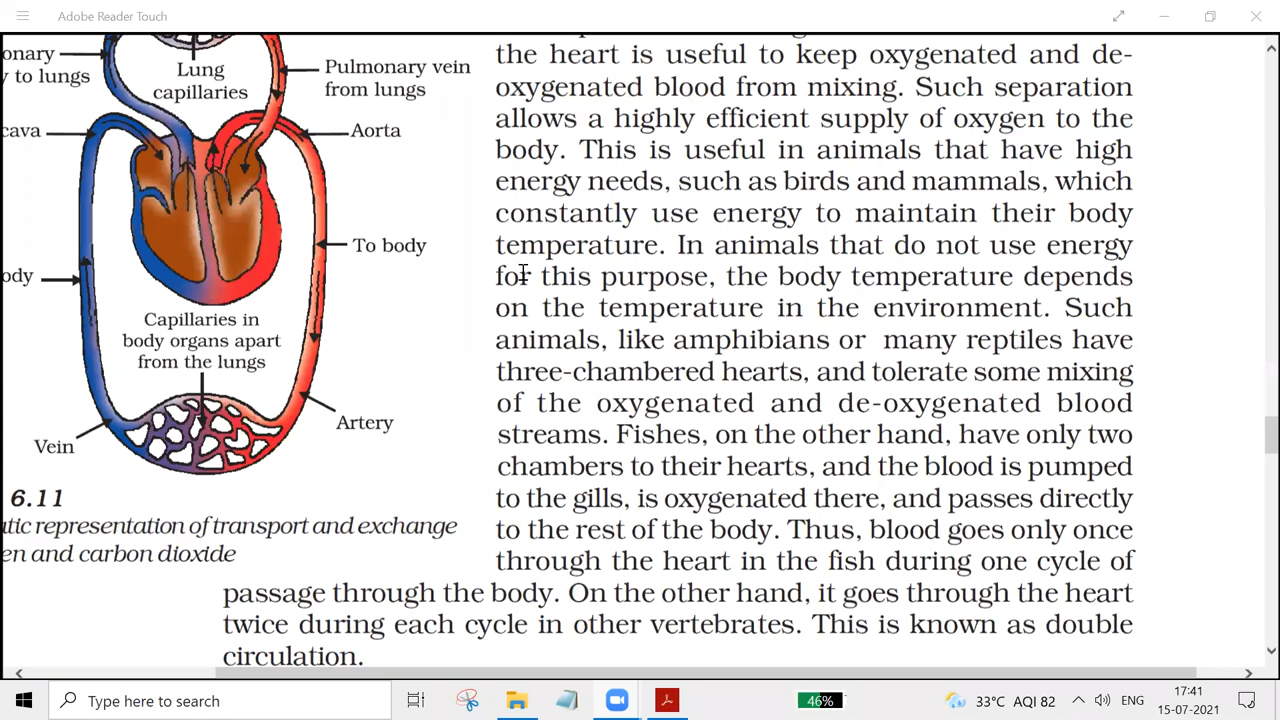 Adobe Reader Touch
onary
y to lungs
Lung
capillaries
Pulmonary vein
from lungs
cava
Aorta
To body
ody
Capillaries in
body organs apart
from the lungs
Artery
Vein
6.11
tic representation of transport and exchange
en and carbon dioxide
the heart is useful to keep oxygenated and de-
oxygenated blood from mixing. Such separation
allows a highly efficient supply of oxygen to the
body. This is useful in animals that have high
energy needs, such as birds and mammals, which
constantly use energy to maintain their body
temperature. In animals that do not use energy
for this purpose, the body temperature depends
on the temperature in the environment. Such
animals, like amphibians or many reptiles have
three-chambered hearts, and tolerate some mixing
of the oxygenated and de-oxygenated blood
streams. Fishes, on the other hand, have only two
chambers to their hearts, and the blood is pumped
to the gills, is oxygenated there, and passes directly
to the rest of the body. Thus, blood goes only once
through the heart in the fish during one cycle of
passage through the body. On the other hand, it goes through the heart
twice during each cycle in other vertebrates. This is known as double
circulation.
Type here to search
46%
33°C AQI 82
ENG
17:41
15-07-2021